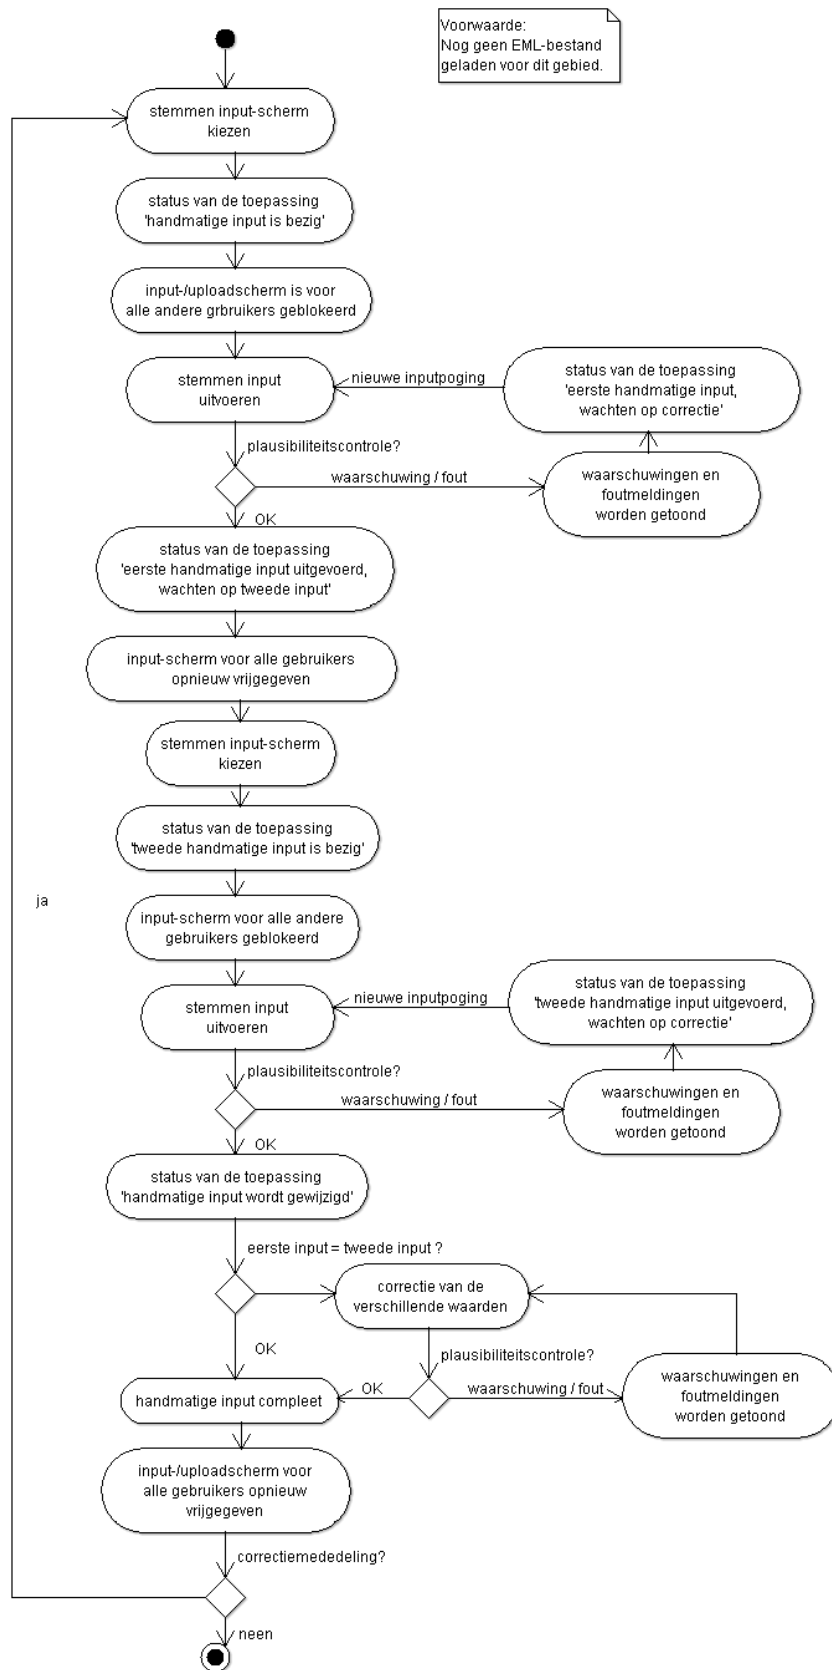 Voorwaarde:
Nog geen EML-bestand
geladen voor dit gebied.
stemmen input-scherm
kiezen
status van de toepassing
'handmatige input is bezig'
input-/uploadscherm is voor
alle andere grbruikers geblokeerd
stemmen input
uitvoeren
nieuwe inputpoging
status van de toepassing
'eerste handmatige input,
wachten op correctie'
plausibiliteitscontrole?
waarschuwing / fout
waarschuwingen en
foutmeldingen
worden getoond
OK
status van de toepassing
'eerste handmatige input uitgevoerd,
wachten op tweede input'
input-scherm voor alle gebruikers
opnieuw vrijgegeven
stemmen input-scherm
kiezen
status van de toepassing
'tweede handmatige input is bezig'
ja
input-scherm voor alle andere
gebruikers geblokeerd
stemmen input
uitvoeren
nieuwe inputpoging
status van de toepassing
'tweede handmatige input uitgevoerd,
wachten op correctie'
plausibiliteitscontrole?
waarschuwing / fout
waarschuwingen en
foutmeldingen
worden getoond
OK
status van de toepassing
'handmatige input wordt gewijzigd'
eerste input = tweede input ?
correctie van de
verschillende waarden
OK
plausibiliteitscontrole?
handmatige input compleet
OK
waarschuwing / fout
waarschuwingen en
foutmeldingen
worden getoond
input-/uploadscherm voor
alle gebruikers opnieuw
vrijgegeven
correctiemededeling?
neen